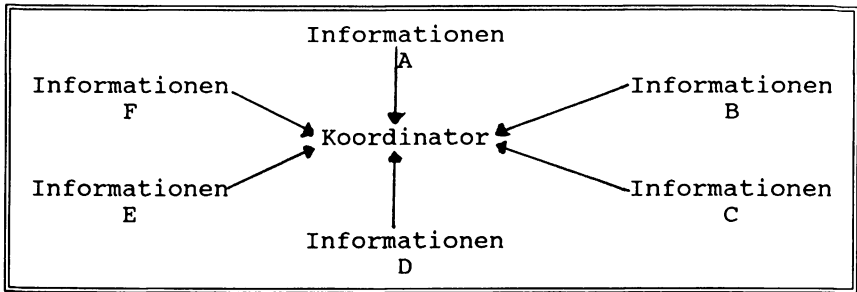 Informationen
A
Informationen
F
Informationen
B
Koordinator
Informationen
E
Informationen
C
Informationen
D